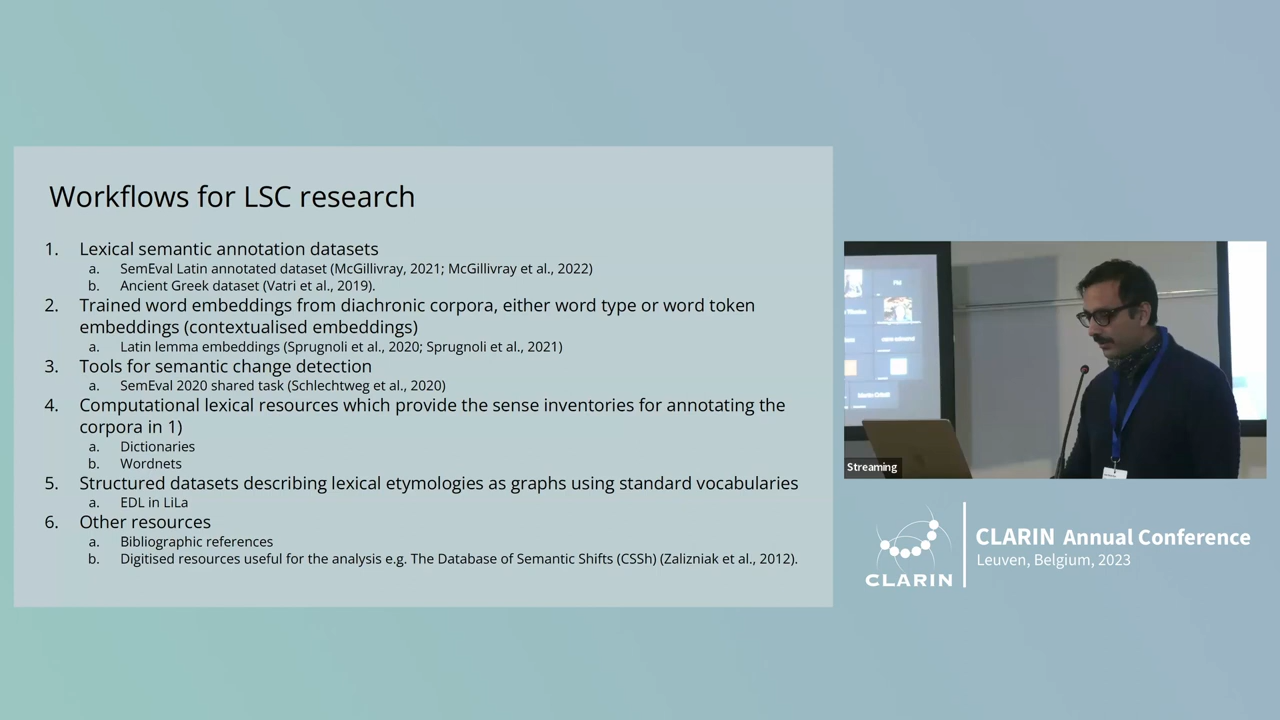 Workflows for LSC research
1. Lexical semantic annotation datasets
a. SemEval Latin annotated dataset (McGillivray, 2021; McGillivray et al., 2022)
b. Ancient Greek dataset (Vatri et al., 2019).
2. Trained word embeddings from diachronic corpora, either word type or word token
embeddings (contextualised embeddings)
a. Latin lemma embeddings (Sprugnoli et al., 2020; Sprugnoli et al., 2021)
3. Tools for semantic change detection
a. SemEval 2020 shared task (Schlechtweg et al., 2020)
4. Computational lexical resources which provide the sense inventories for annotating the
corpora in 1)
a. Dictionaries
b. Wordnets
5. Structured datasets describing lexical etymologies as graphs using standard vocabularies
a. EDL in LiLa
6. Other resources
a. Bibliographic references
b. Digitised resources useful for the analysis e.g. The Database of Semantic Shifts (CSSh) (Zalizniak et al., 2012).
Streaming
CLARIN
CLARIN Annual Conference
Leuven, Belgium, 2023